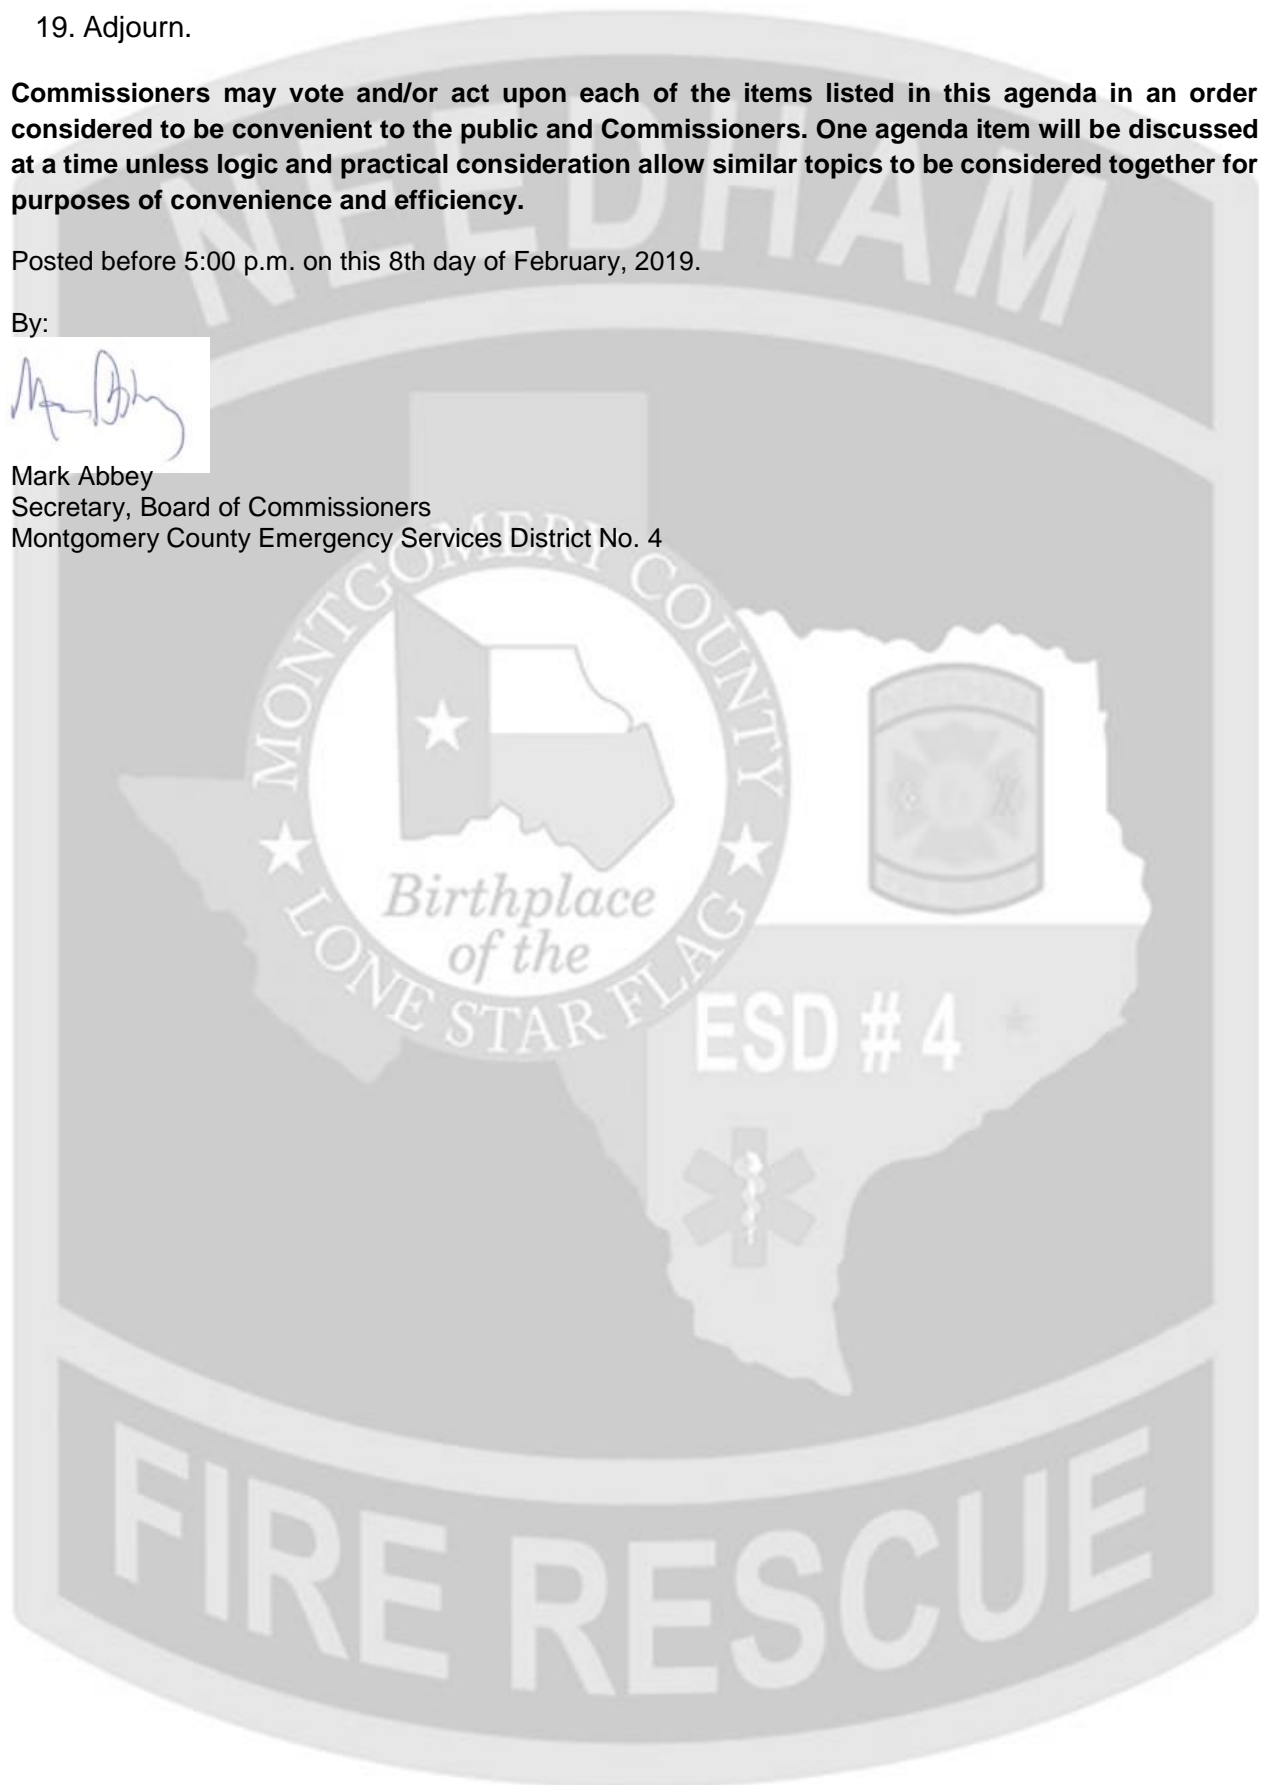 19. Adjourn.
Commissioners may vote and/or act upon each of the items listed in this agenda in an order
considered to be convenient to the public and Commissioners. One agenda item will be discussed
at a time unless logic and practical consideration allow similar topics to be considered together for
purposes of convenience and efficiency.
Posted before 5:00 p.m. on this 8th day of February, 2019.
By:
Mark Abbey
Secretary, Board of Commissioners
Montgomery County Emergency Services District No. 4
NEEDHAM
MONTGOMERY COUNTY
Birthplace
of the
LONE STAR FLAG
ESD # 4
FIRE RESCUE